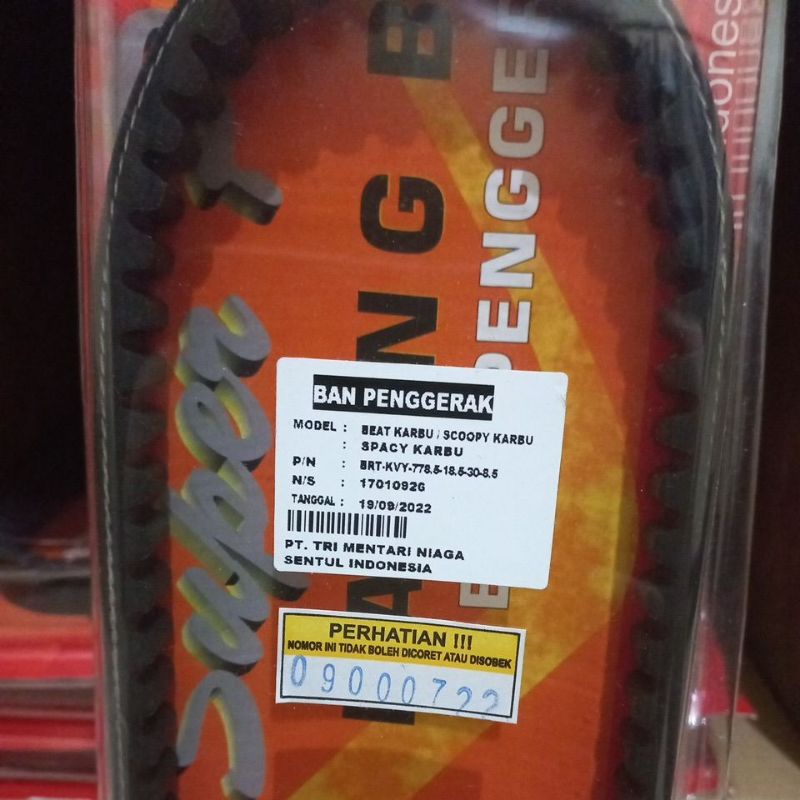 Super
BAN PENGGERAK
MODEL : BEAT KARBU / SCOOPY KARBU
: SPACY KARBU
P/N : BRT-KVY-778.5-18.5-30-8.5
N/S : 17010926
TANGGAL : 19/09/2022
PT. TRI MENTARI NIAGA
SENTUL INDONESIA
PERHATIAN !!!
NOMOR INI TIDAK BOLEH DICORET ATAU DISOBEK
09000722